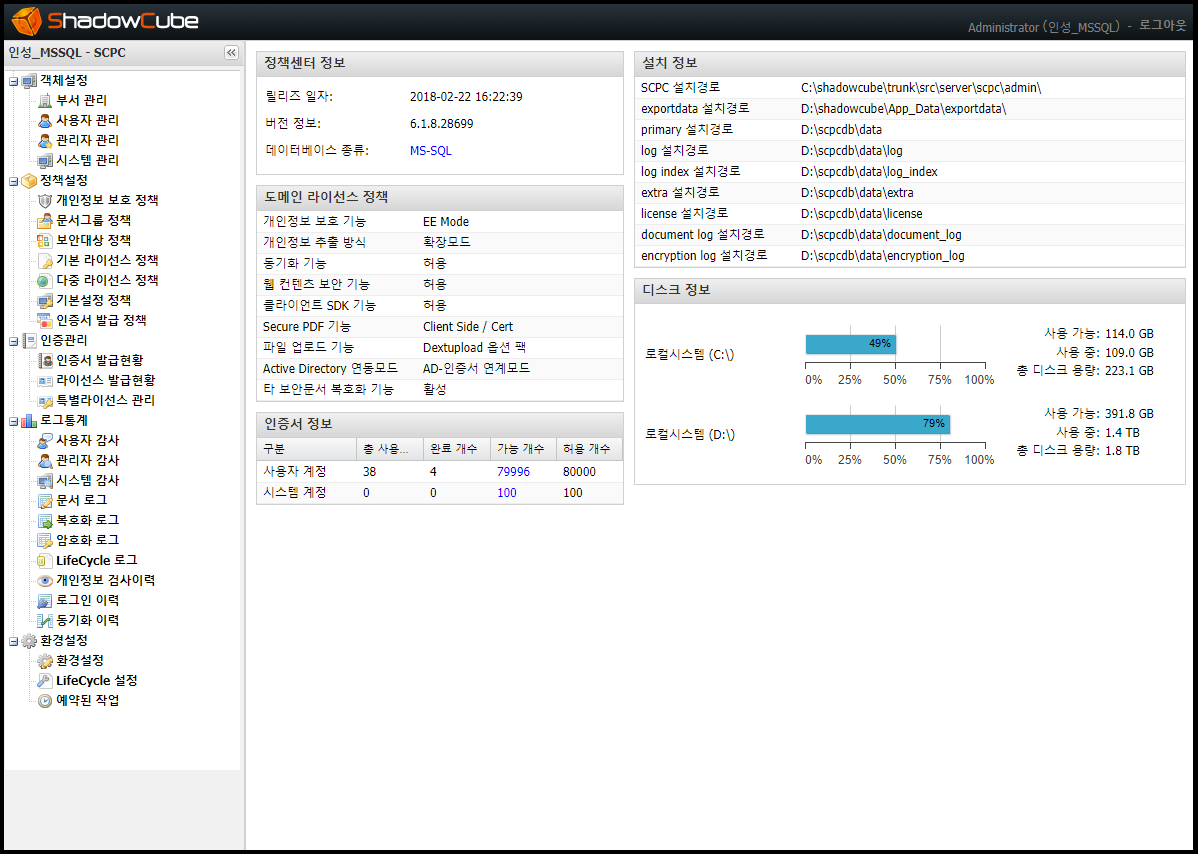 ShadowCube
Administrator (인성_MSSQL) - 로그아웃
인성_MSSQL - SCPC
객체설정
부서 관리
사용자 관리
관리자 관리
시스템 관리
정책설정
개인정보 보호 정책
문서그룹 정책
보안대상 정책
기본 라이선스 정책
다중 라이선스 정책
기본설정 정책
인증서 발급 정책
인증관리
인증서 발급현황
라이선스 발급현황
특별라이선스 관리
로그통계
사용자 감사
관리자 감사
시스템 감사
문서 로그
복호화 로그
암호화 로그
LifeCycle 로그
개인정보 검사이력
로그인 이력
동기화 이력
환경설정
환경설정
LifeCycle 설정
예약된 작업
정책센터 정보
릴리즈 일자: 2018-02-22 16:22:39
버전 정보: 6.1.8.28699
데이터베이스 종류: MS-SQL
도메인 라이선스 정책
개인정보 보호 기능 EE Mode
개인정보 추출 방식 확장모드
동기화 기능 허용
웹 컨텐츠 보안 기능 허용
클라이언트 SDK 기능 허용
Secure PDF 기능 Client Side / Cert
파일 업로드 기능 Dextupload 옵션 팩
Active Directory 연동모드 AD-인증서 연계모드
타 보안문서 복호화 기능 활성
인증서 정보
구분 총 사용... 완료 개수 가능 개수 허용 개수
사용자 계정 38 4 79996 80000
시스템 계정 0 0 100 100
설치 정보
SCPC 설치경로 C:\shadowcube\trunk\src\server\scpc\admin\
exportdata 설치경로 D:\shadowcube\App_Data\exportdata\
primary 설치경로 D:\scpcdb\data
log 설치경로 D:\scpcdb\data\log
log index 설치경로 D:\scpcdb\data\log_index
extra 설치경로 D:\scpcdb\data\extra
license 설치경로 D:\scpcdb\data\license
document log 설치경로 D:\scpcdb\data\document_log
encryption log 설치경로 D:\scpcdb\data\encryption_log
디스크 정보
로컬시스템 (C:\)
49%
0% 25% 50% 75% 100%
사용 가능: 114.0 GB
사용 중: 109.0 GB
총 디스크 용량: 223.1 GB
로컬시스템 (D:\)
79%
0% 25% 50% 75% 100%
사용 가능: 391.8 GB
사용 중: 1.4 TB
총 디스크 용량: 1.8 TB